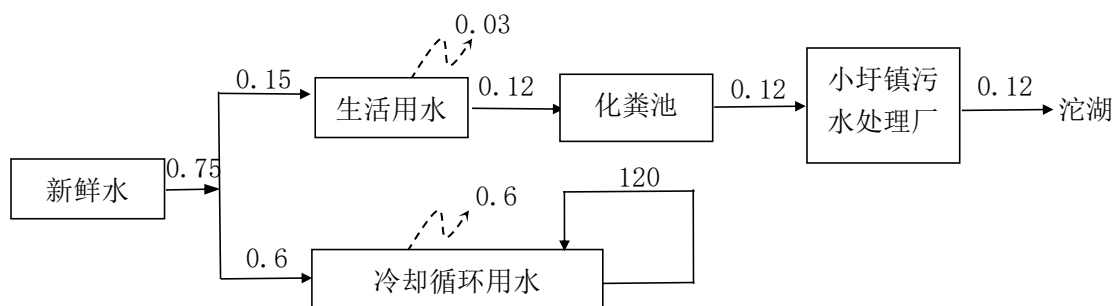 0.03
0.15
生活用水
0.12
化粪池
0.12
小圩镇污
水处理厂
0.12
沱湖
新鲜水
0.75
0.6
120
0.6
冷却循环用水